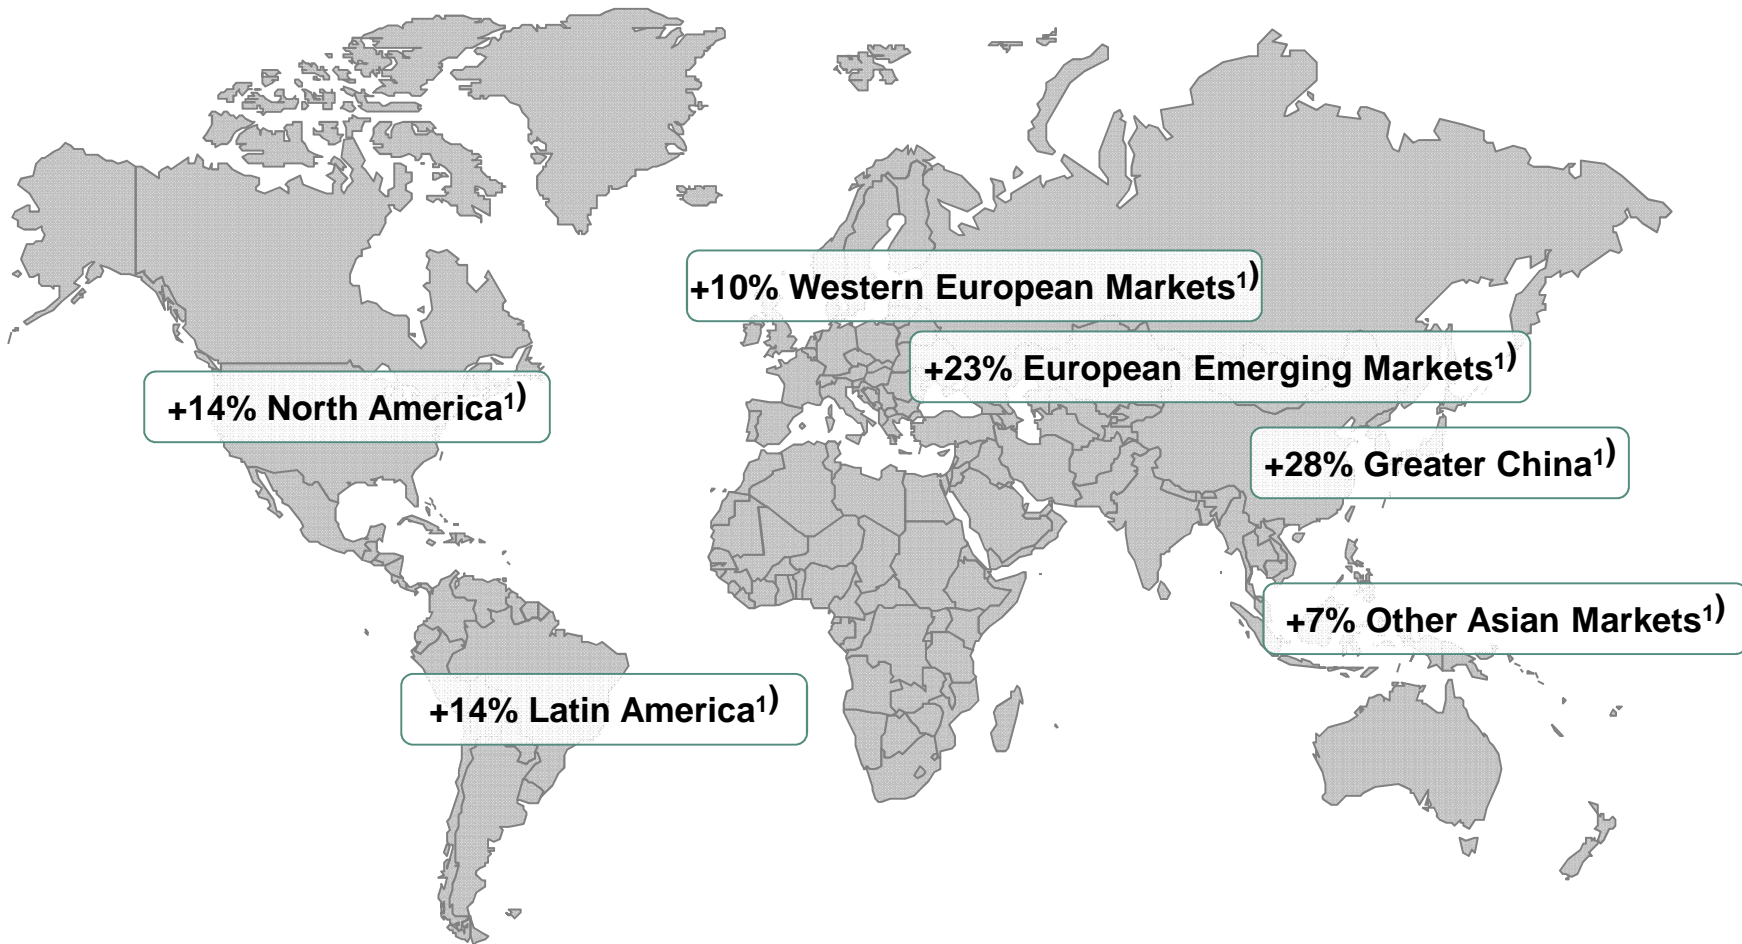 +10% Western European Markets¹⁾
+23% European Emerging Markets¹⁾
+14% North America¹⁾
+28% Greater China¹⁾
+7% Other Asian Markets¹⁾
+14% Latin America¹⁾